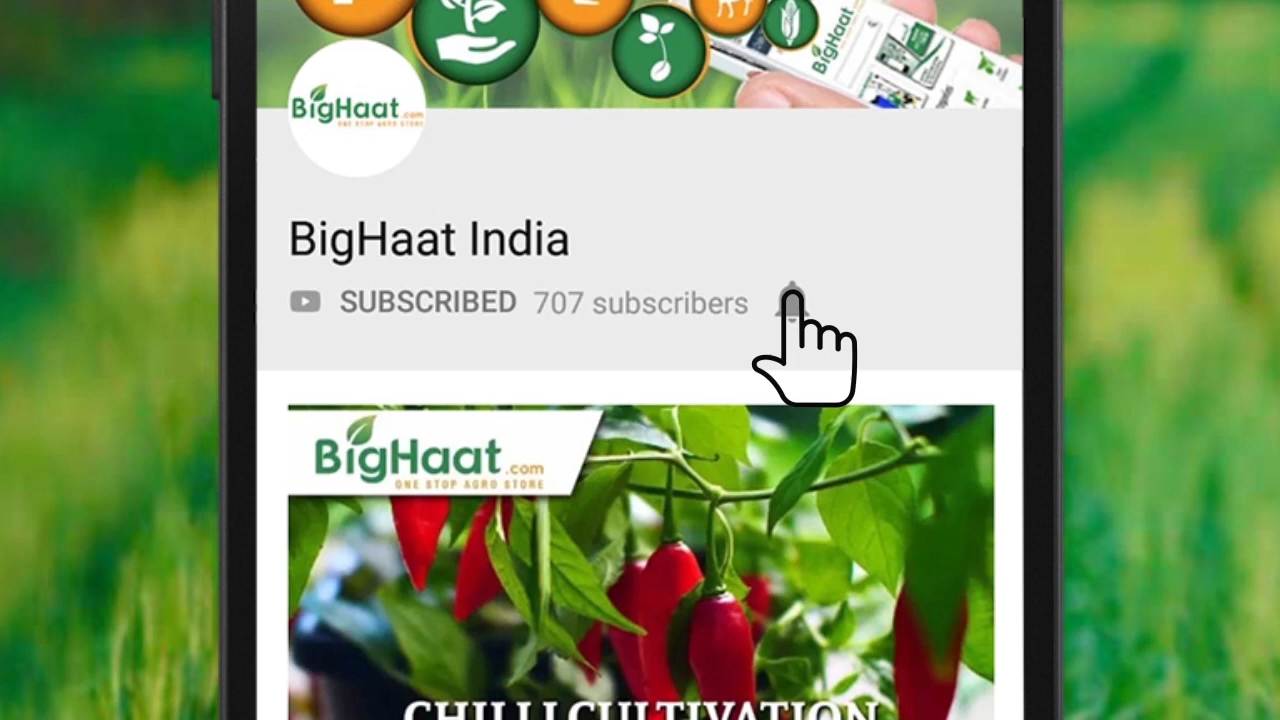 BigHaat
BigHaat.com
ONE STOP AGRO STORE
BigHaat India
SUBSCRIBED 707 subscribers
BigHaat.com
ONE STOP AGRO STORE
CHILLI CULTIVATION